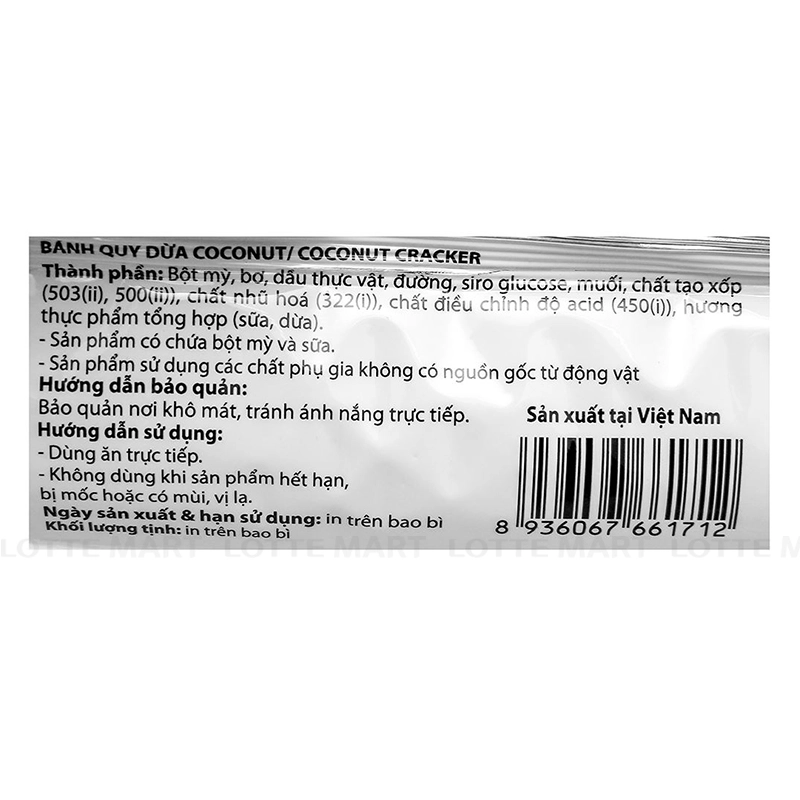 BÁNH QUY DỪA COCONUT/ COCONUT CRACKER
Thành phần: Bột mỳ, bơ, dầu thực vật, đường, siro glucose, muối, chất tạo xốp
(503(ii), 500(ii)), chất nhũ hoá (322(i)), chất điều chỉnh độ acid (450(i)), hương
thực phẩm tổng hợp (sữa, dừa).
- Sản phẩm có chứa bột mỳ và sữa.
- Sản phẩm sử dụng các chất phụ gia không có nguồn gốc từ động vật
Hướng dẫn bảo quản:
Bảo quản nơi khô mát, tránh ánh nắng trực tiếp.
Sản xuất tại Việt Nam
Hướng dẫn sử dụng:
- Dùng ăn trực tiếp.
- Không dùng khi sản phẩm hết hạn,
bị mốc hoặc có mùi, vị lạ.
Ngày sản xuất & hạn sử dụng: in trên bao bì
Khối lượng tịnh: in trên bao bì
8 936067 661712
LOTTE MART LOTTE MART LOTTE MART LOTTE MART